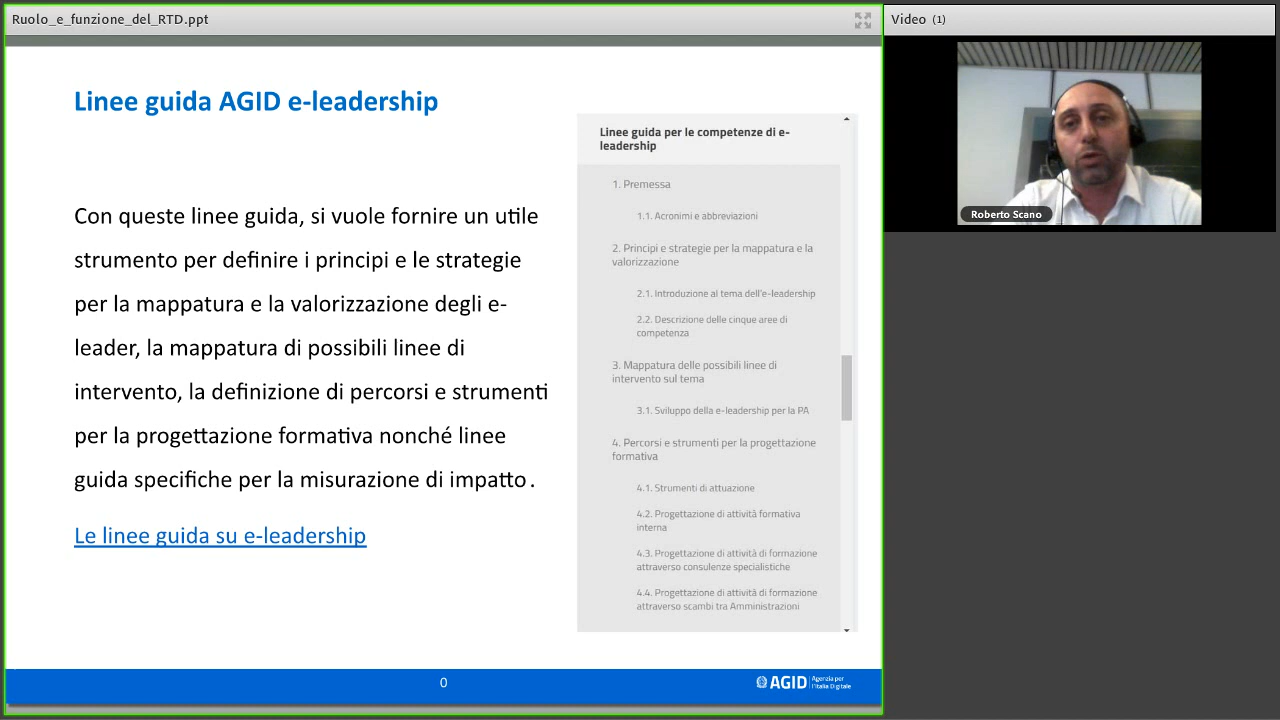 Ruolo_e_funzione_del_RTD.ppt
Video (1)
Roberto Scano
Linee guida AGID e-leadership
Con queste linee guida, si vuole fornire un utile
strumento per definire i principi e le strategie
per la mappatura e la valorizzazione degli e-
leader, la mappatura di possibili linee di
intervento, la definizione di percorsi e strumenti
per la progettazione formativa nonché linee
guida specifiche per la misurazione di impatto.
Le linee guida su e-leadership
Linee guida per le competenze di e-
leadership
1. Premessa
1.1. Acronimi e abbreviazioni
2. Principi e strategie per la mappatura e la
valorizzazione
2.1. Introduzione al tema dell'e-leadership
2.2. Descrizione delle cinque aree di
competenza
3. Mappatura delle possibili linee di
intervento sul tema
3.1. Sviluppo della e-leadership per la PA
4. Percorsi e strumenti per la progettazione
formativa
4.1. Strumenti di attuazione
4.2. Progettazione di attività formativa
interna
4.3. Progettazione di attività di formazione
attraverso consulenze specialistiche
4.4. Progettazione di attività di formazione
attraverso scambi tra Amministrazioni
0
AGID
Agenzia per
l'Italia Digitale